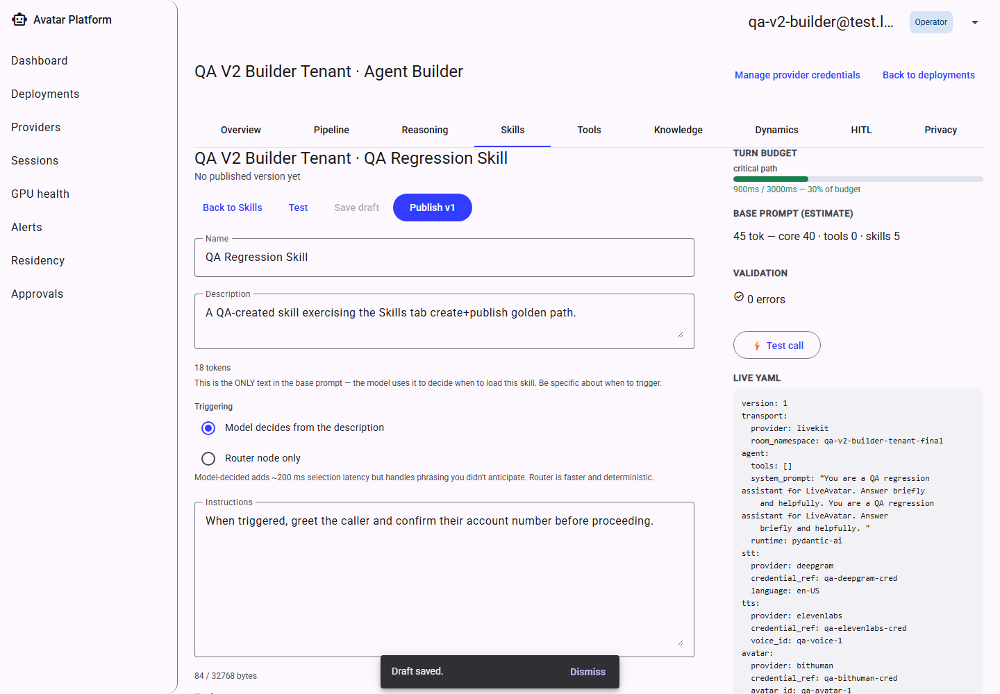 Avatar Platform
Dashboard
Deployments
Providers
Sessions
GPU health
Alerts
Residency
Approvals
qa-v2-builder@test.l...
Operator
QA V2 Builder Tenant · Agent Builder
Manage provider credentials
Back to deployments
Overview
Pipeline
Reasoning
Skills
Tools
Knowledge
Dynamics
HITL
Privacy
QA V2 Builder Tenant · QA Regression Skill
No published version yet
Back to Skills
Test
Save draft
Publish v1
Name
QA Regression Skill
Description
A QA-created skill exercising the Skills tab create+publish golden path.
18 tokens
This is the ONLY text in the base prompt — the model uses it to decide when to load this skill. Be specific about when to trigger.
Triggering
Model decides from the description
Router node only
Model-decided adds ~200 ms selection latency but handles phrasing you didn't anticipate. Router is faster and deterministic.
Instructions
When triggered, greet the caller and confirm their account number before proceeding.
84 / 32768 bytes
TURN BUDGET
critical path
900ms / 3000ms — 30% of budget
BASE PROMPT (ESTIMATE)
45 tok — core 40 · tools 0 · skills 5
VALIDATION
0 errors
Test call
LIVE YAML
version: 1
transport:
  provider: livekit
  room_namespace: qa-v2-builder-tenant-final
agent:
  tools: []
  system_prompt: "You are a QA regression
assistant for LiveAvatar. Answer briefly
    and helpfully. You are a QA regression
assistant for LiveAvatar. Answer
    briefly and helpfully. "
  runtime: pydantic-ai
stt:
  provider: deepgram
  credential_ref: qa-deepgram-cred
  language: en-US
tts:
  provider: elevenlabs
  credential_ref: qa-elevenlabs-cred
  voice_id: qa-voice-1
avatar:
  provider: bithuman
  credential_ref: qa-bithuman-cred
  avatar_id: qa-avatar-1
Draft saved.
Dismiss